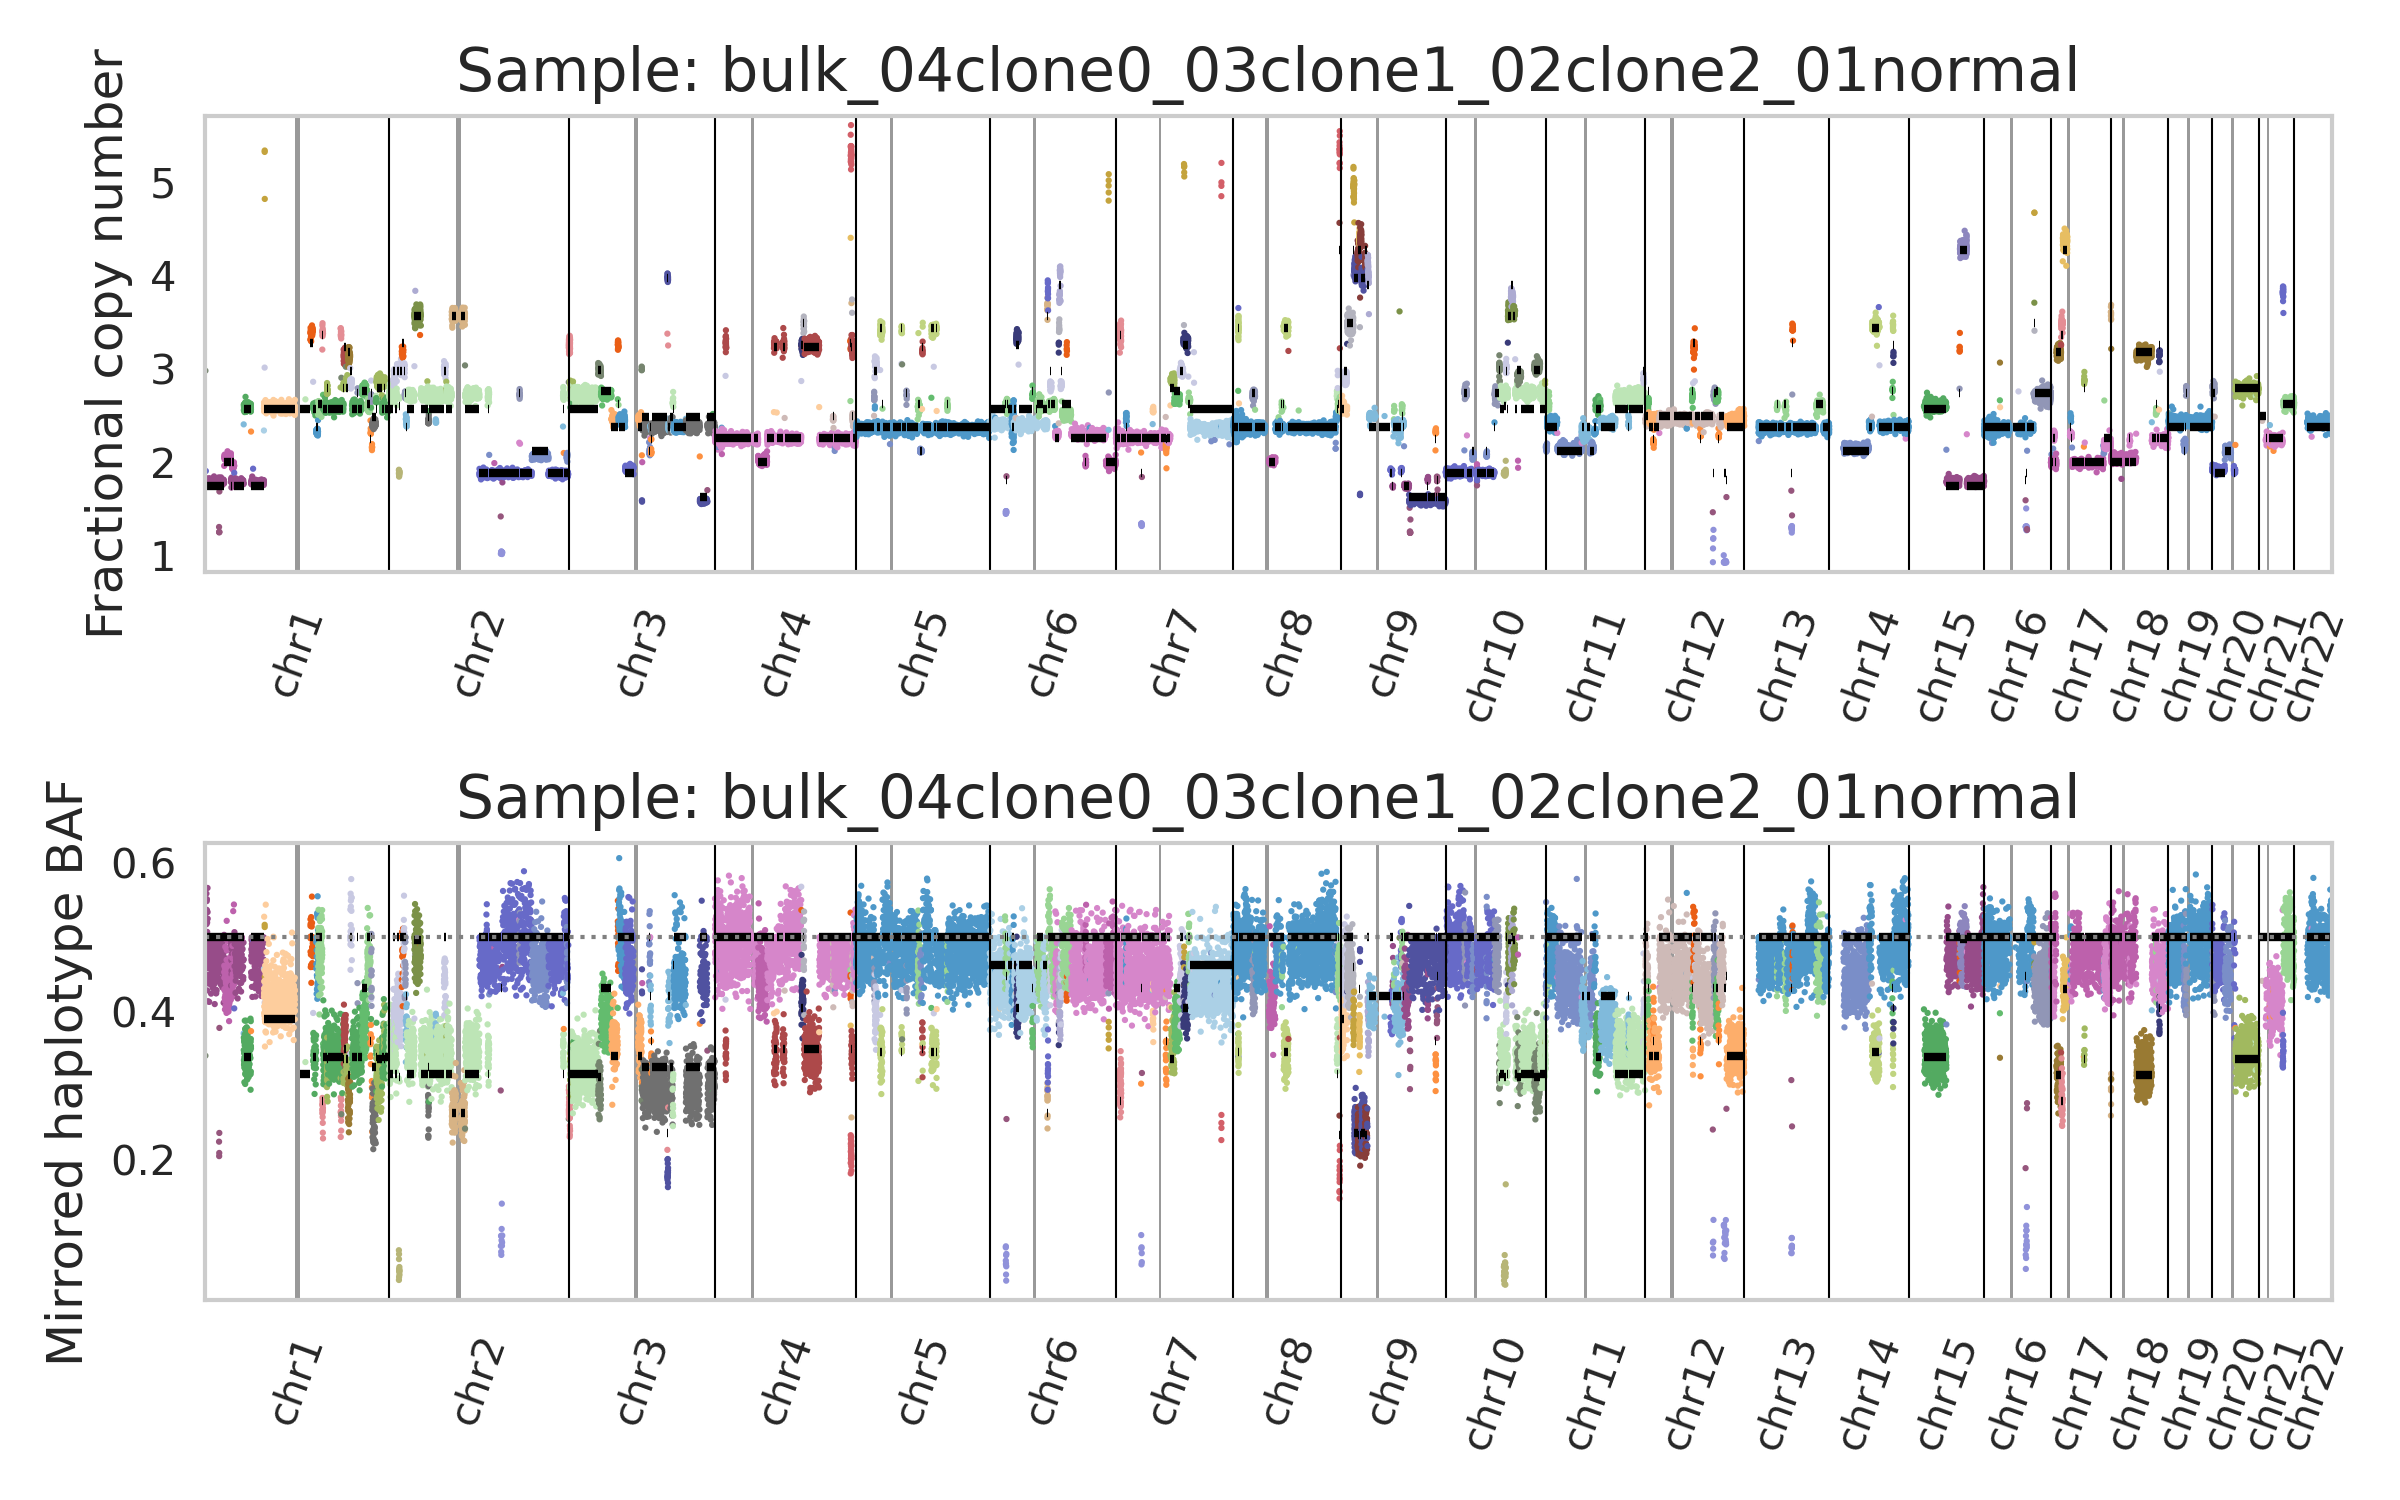 Sample: bulk_04clone0_03clone1_02clone2_01normal
Fractional copy number
5
4
3
2
1
chr1 chr2 chr3 chr4 chr5 chr6 chr7 chr8 chr9 chr10 chr11 chr12 chr13 chr14 chr15 chr16 chr17 chr18 chr19 chr20 chr21 chr22
Sample: bulk_04clone0_03clone1_02clone2_01normal
Mirrored haplotype BAF
0.6
0.4
0.2
chr1 chr2 chr3 chr4 chr5 chr6 chr7 chr8 chr9 chr10 chr11 chr12 chr13 chr14 chr15 chr16 chr17 chr18 chr19 chr20 chr21 chr22